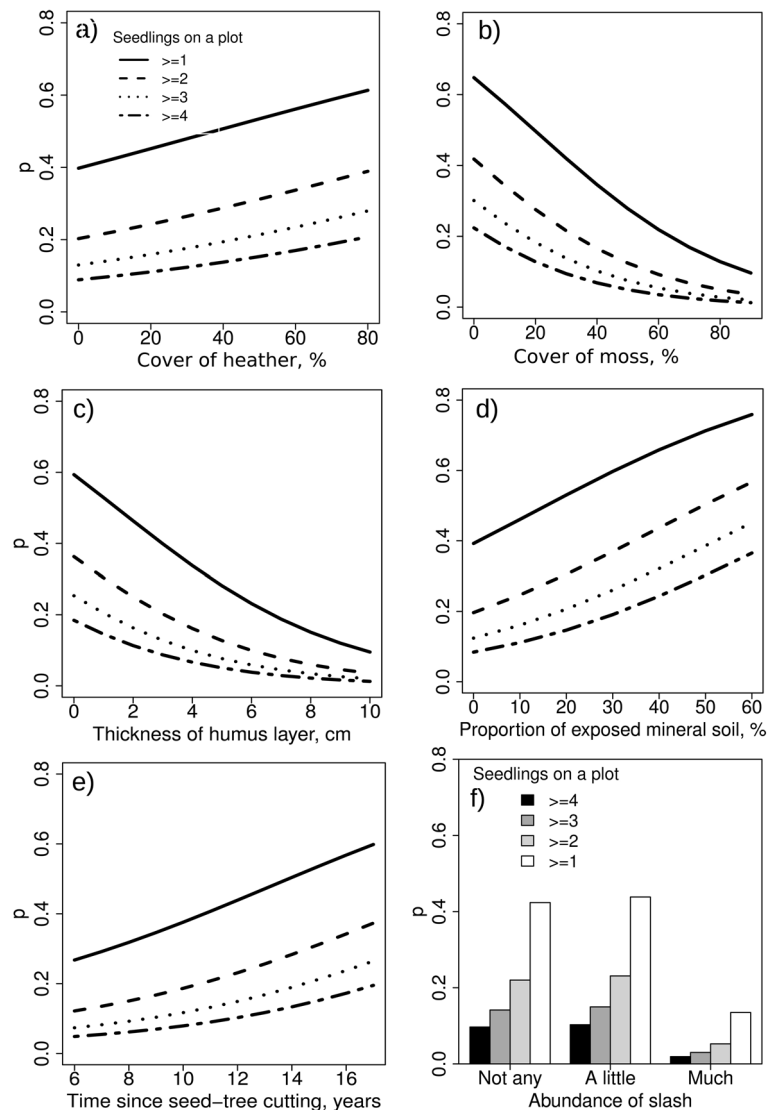 a)
Seedlings on a plot
>=1
>=2
>=3
>=4
p
0.0 0.2 0.4 0.6 0.8
0 20 40 60 80
Cover of heather, %
b)
0.0 0.2 0.4 0.6 0.8
0 20 40 60 80
Cover of moss, %
c)
p
0.0 0.2 0.4 0.6 0.8
0 2 4 6 8 10
Thickness of humus layer, cm
d)
0.0 0.2 0.4 0.6 0.8
0 10 20 30 40 50 60
Proportion of exposed mineral soil, %
e)
p
0.0 0.2 0.4 0.6 0.8
6 8 10 12 14 16
Time since seed−tree cutting, years
Seedlings on a plot
f)
>=4
>=3
>=2
>=1
p
0.0 0.2 0.4 0.6 0.8
Not any A little Much
Abundance of slash